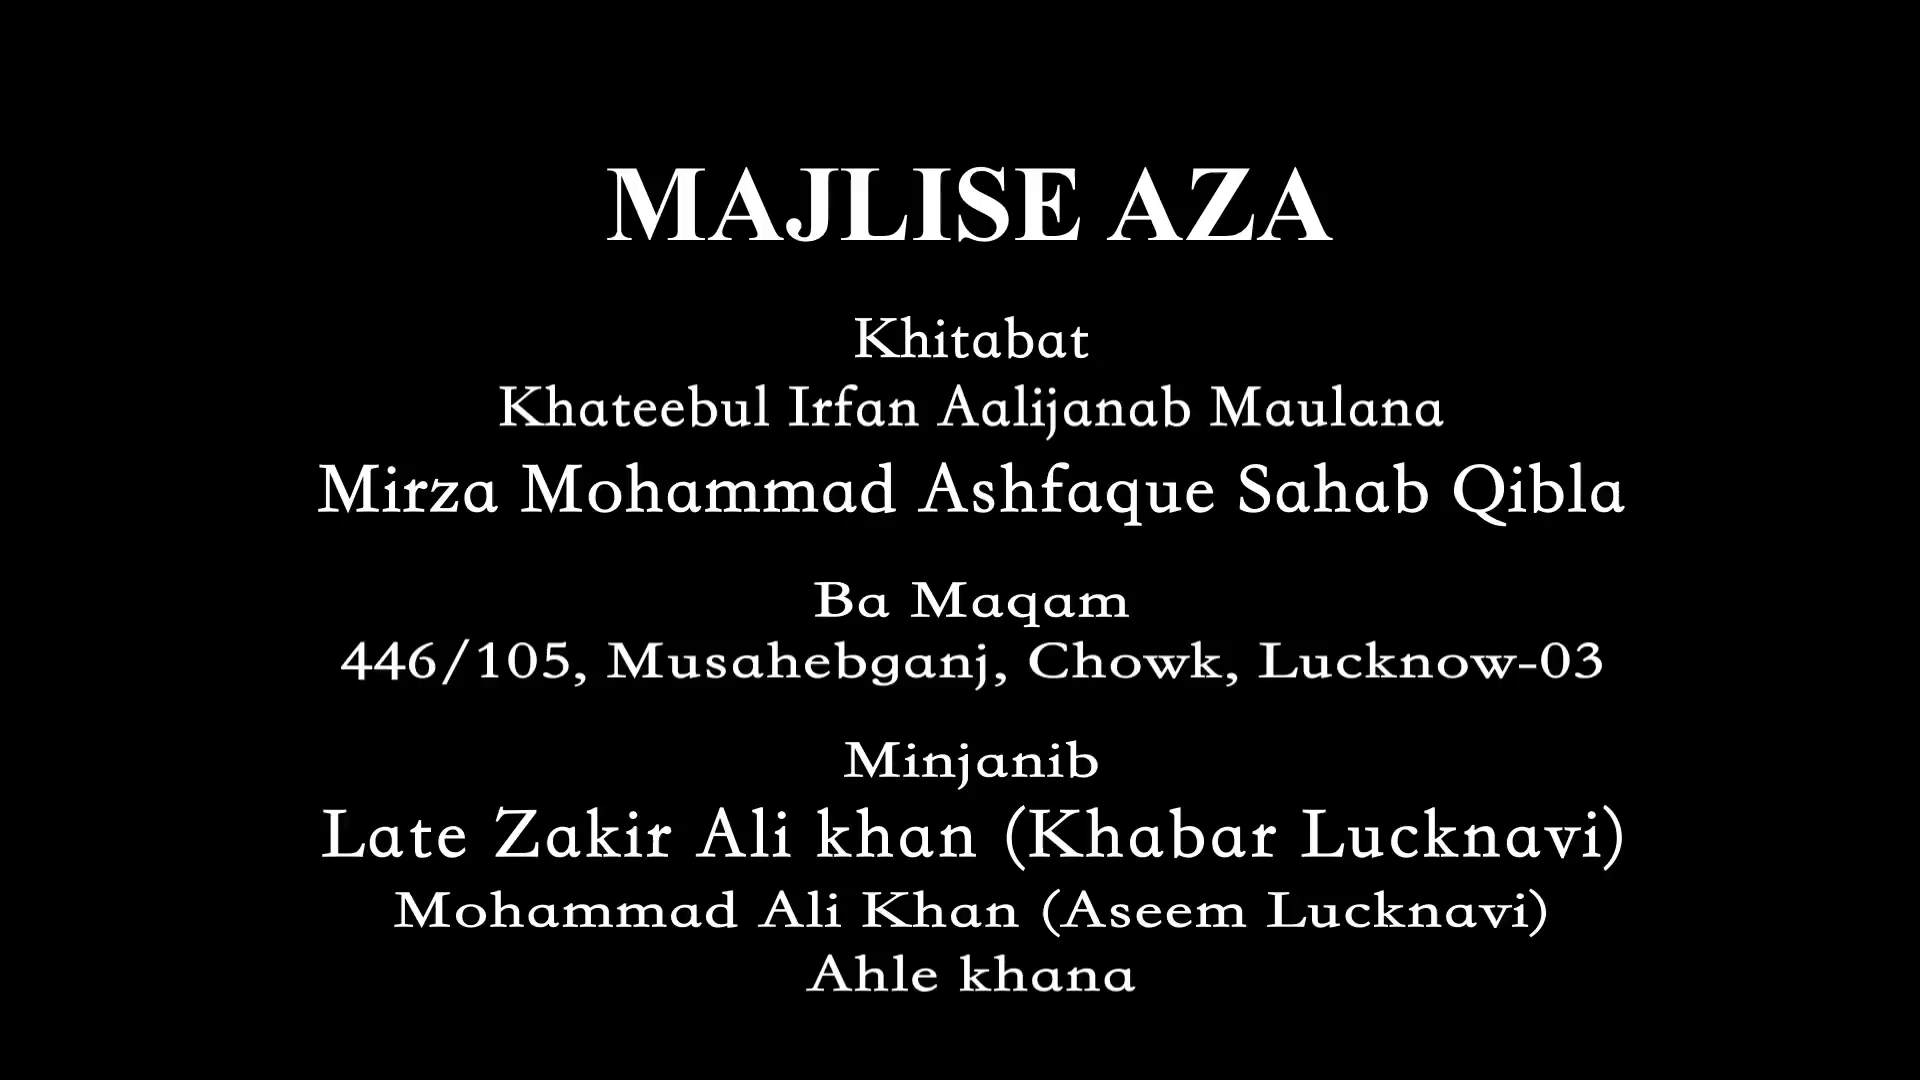 MAJLISE AZA
Khitabat
Khateebul Irfan Aalijanab Maulana
Mirza Mohammad Ashfaque Sahab Qibla
Ba Maqam
446/105, Musahebganj, Chowk, Lucknow-03
Minjanib
Late Zakir Ali khan (Khabar Lucknavi)
Mohammad Ali Khan (Aseem Lucknavi)
Ahle khana